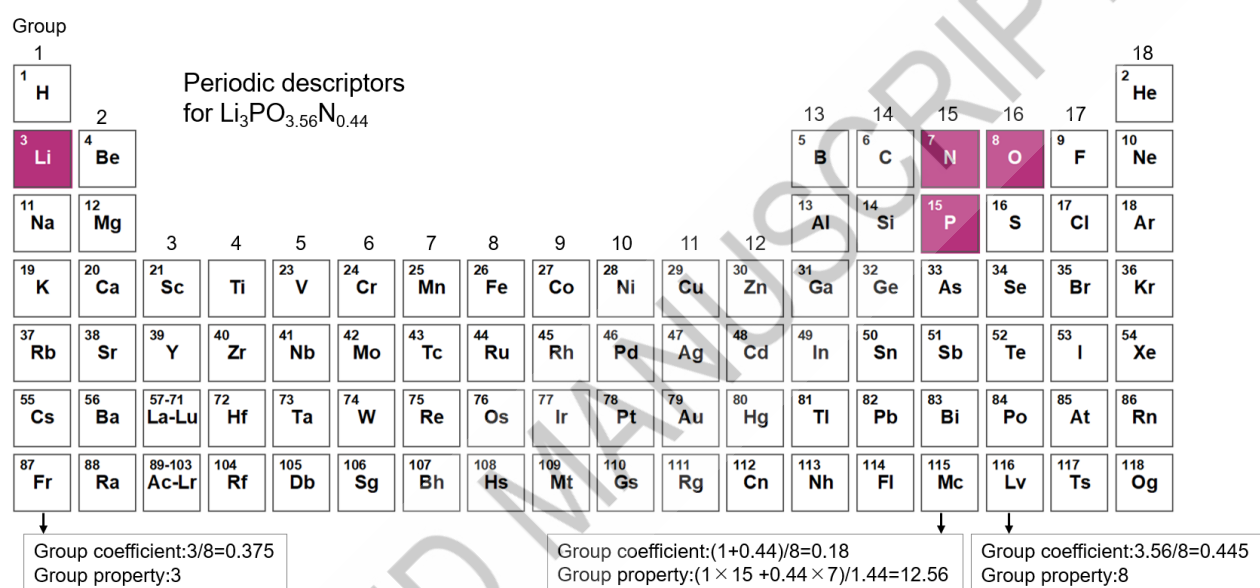 Group
1
18
1 H
2 He
Periodic descriptors
for Li3PO3.56N0.44
2
13 14 15 16 17
3 Li
4 Be
5 B
6 C
7 N
8 O
9 F
10 Ne
11 Na
12 Mg
13 Al
14 Si
15 P
16 S
17 Cl
18 Ar
3 4 5 6 7 8 9 10 11 12
19 K
20 Ca
21 Sc
Ti
23 V
24 Cr
25 Mn
26 Fe
27 Co
28 Ni
29 Cu
30 Zn
31 Ga
32 Ge
33 As
34 Se
35 Br
36 Kr
37 Rb
38 Sr
39 Y
40 Zr
41 Nb
42 Mo
43 Tc
44 Ru
45 Rh
46 Pd
47 Ag
48 Cd
49 In
50 Sn
51 Sb
52 Te
53 I
54 Xe
55 Cs
56 Ba
57-71 La-Lu
72 Hf
73 Ta
74 W
75 Re
76 Os
77 Ir
78 Pt
79 Au
80 Hg
81 Tl
82 Pb
83 Bi
84 Po
85 At
86 Rn
87 Fr
88 Ra
89-103 Ac-Lr
104 Rf
105 Db
106 Sg
107 Bh
108 Hs
109 Mt
110 Gs
111 Rg
112 Cn
113 Nh
114 Fl
115 Mc
116 Lv
117 Ts
118 Og
Group coefficient:3/8=0.375
Group property:3
Group coefficient:(1+0.44)/8=0.18
Group property:(1×15 +0.44×7)/1.44=12.56
Group coefficient:3.56/8=0.445
Group property:8
D MANUSCRIP